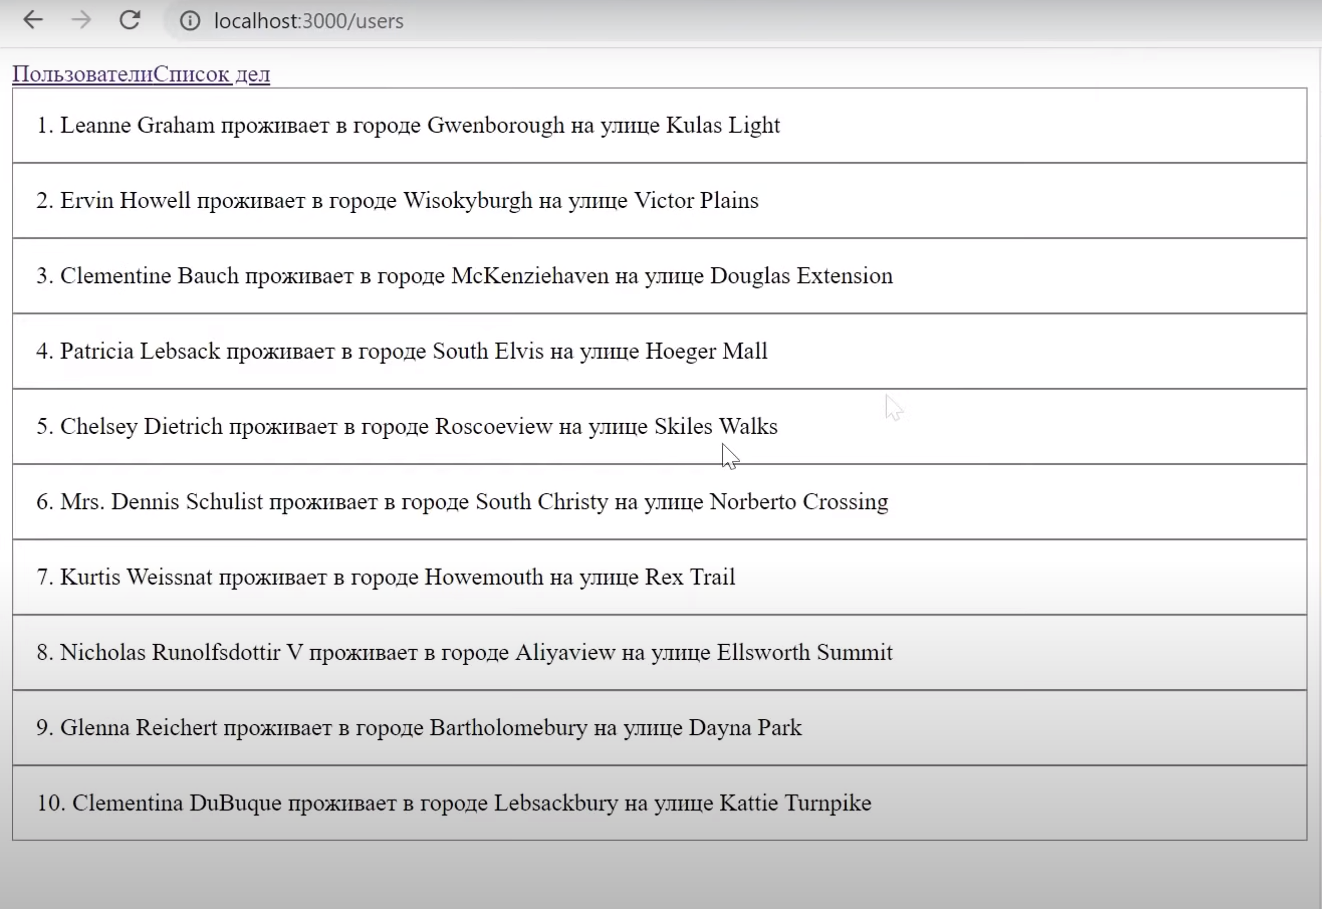 localhost:3000/users
ПользователиСписок дел
1. Leanne Graham проживает в городе Gwenborough на улице Kulas Light
2. Ervin Howell проживает в городе Wisokyburgh на улице Victor Plains
3. Clementine Bauch проживает в городе McKenziehaven на улице Douglas Extension
4. Patricia Lebsack проживает в городе South Elvis на улице Hoeger Mall
5. Chelsey Dietrich проживает в городе Roscoeview на улице Skiles Walks
6. Mrs. Dennis Schulist проживает в городе South Christy на улице Norberto Crossing
7. Kurtis Weissnat проживает в городе Howemouth на улице Rex Trail
8. Nicholas Runolfsdottir V проживает в городе Aliyaview на улице Ellsworth Summit
9. Glenna Reichert проживает в городе Bartholomebury на улице Dayna Park
10. Clementina DuBuque проживает в городе Lebsackbury на улице Kattie Turnpike